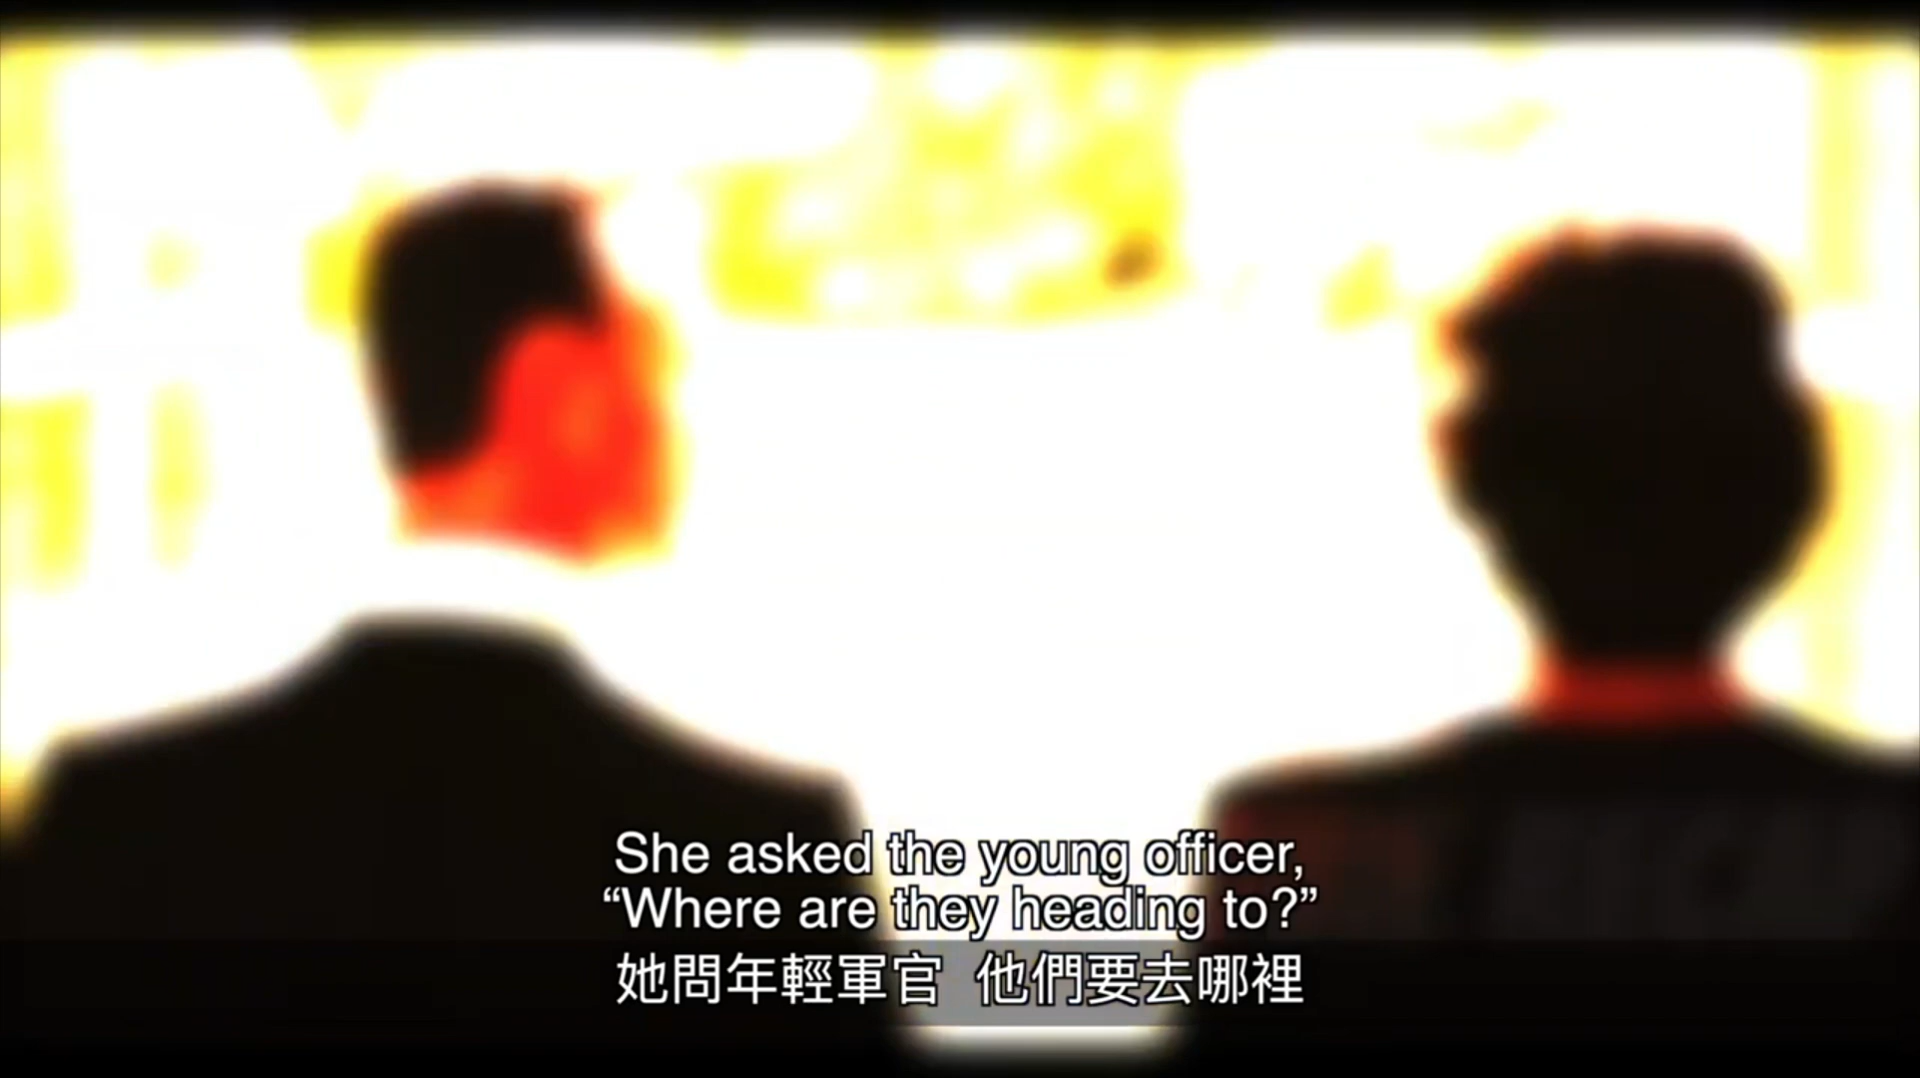 She asked the young officer,
“Where are they heading to?”
她問年輕軍官 他們要去哪裡